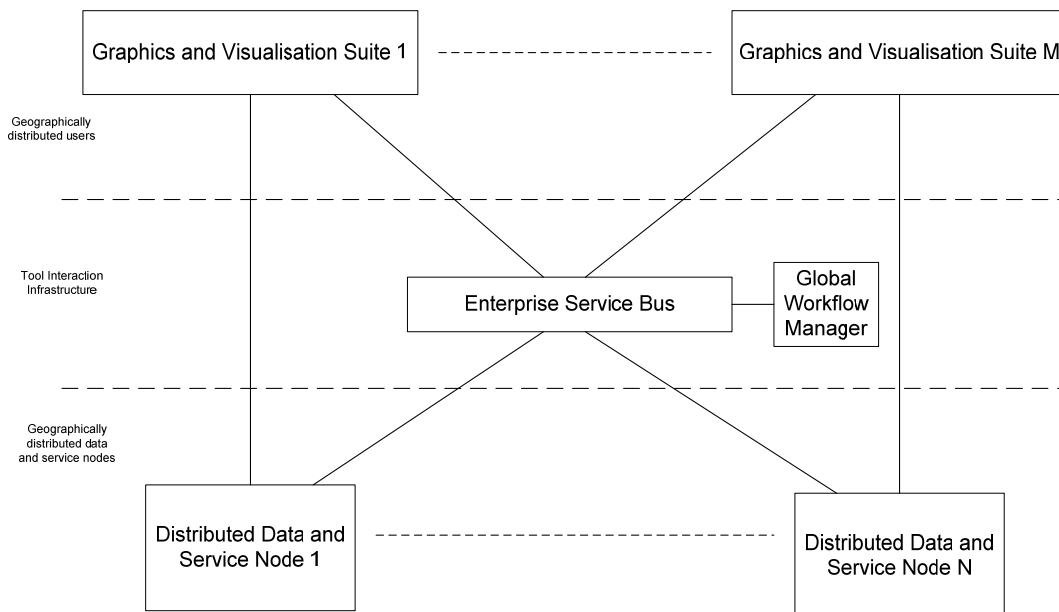 Graphics and Visualisation Suite 1
Graphics and Visualisation Suite M
Geographically
distributed users
Tool Interaction
Infrastructure
Enterprise Service Bus
Global
Workflow
Manager
Geographically
distributed data
and service nodes
Distributed Data and
Service Node 1
Distributed Data and
Service Node N